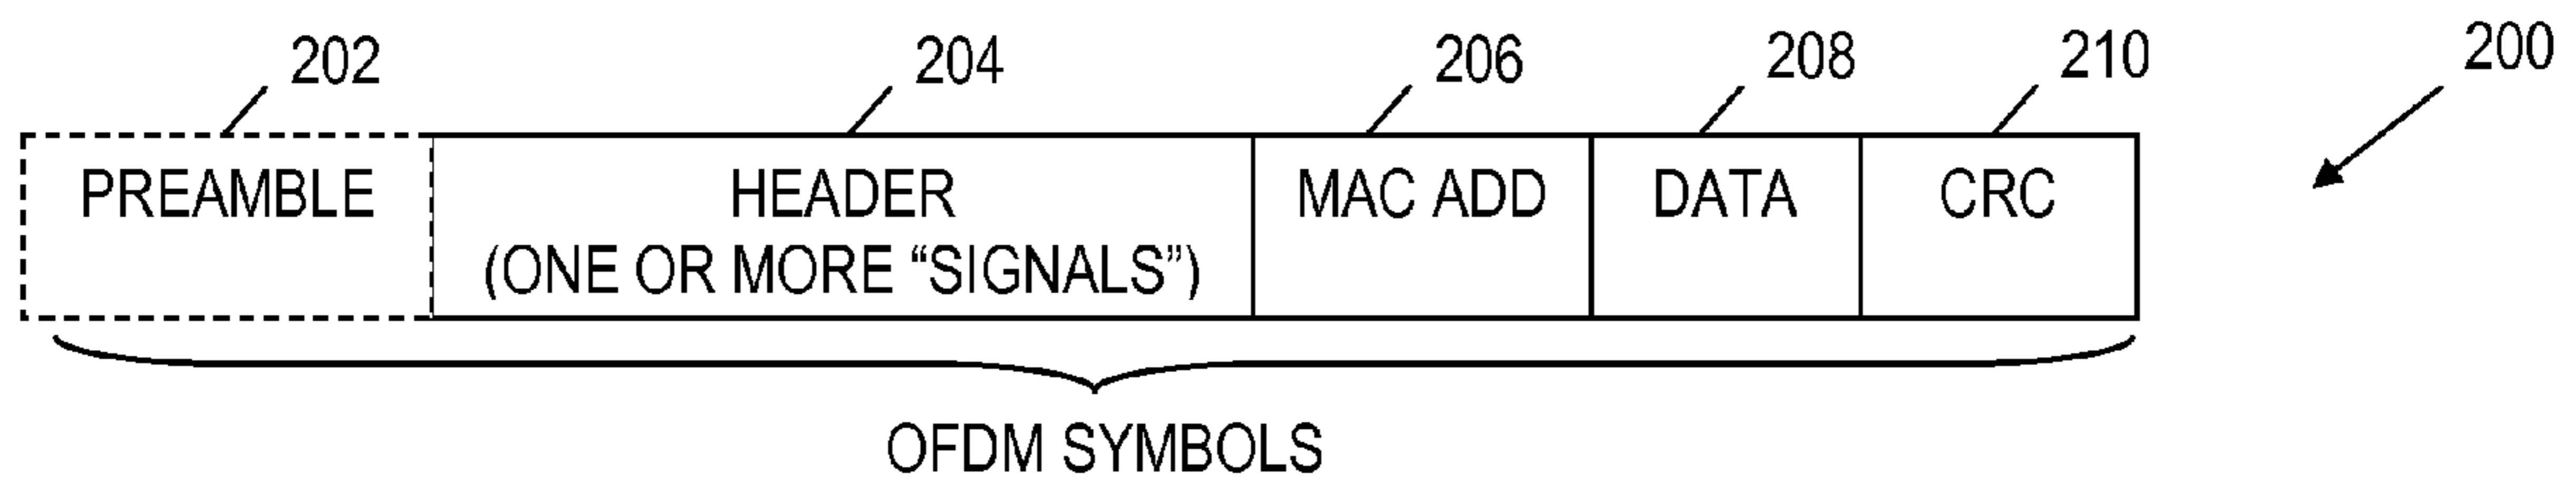 202 204 206 208 210 200
PREAMBLE HEADER MAC ADD DATA CRC
(ONE OR MORE “SIGNALS”)
OFDM SYMBOLS